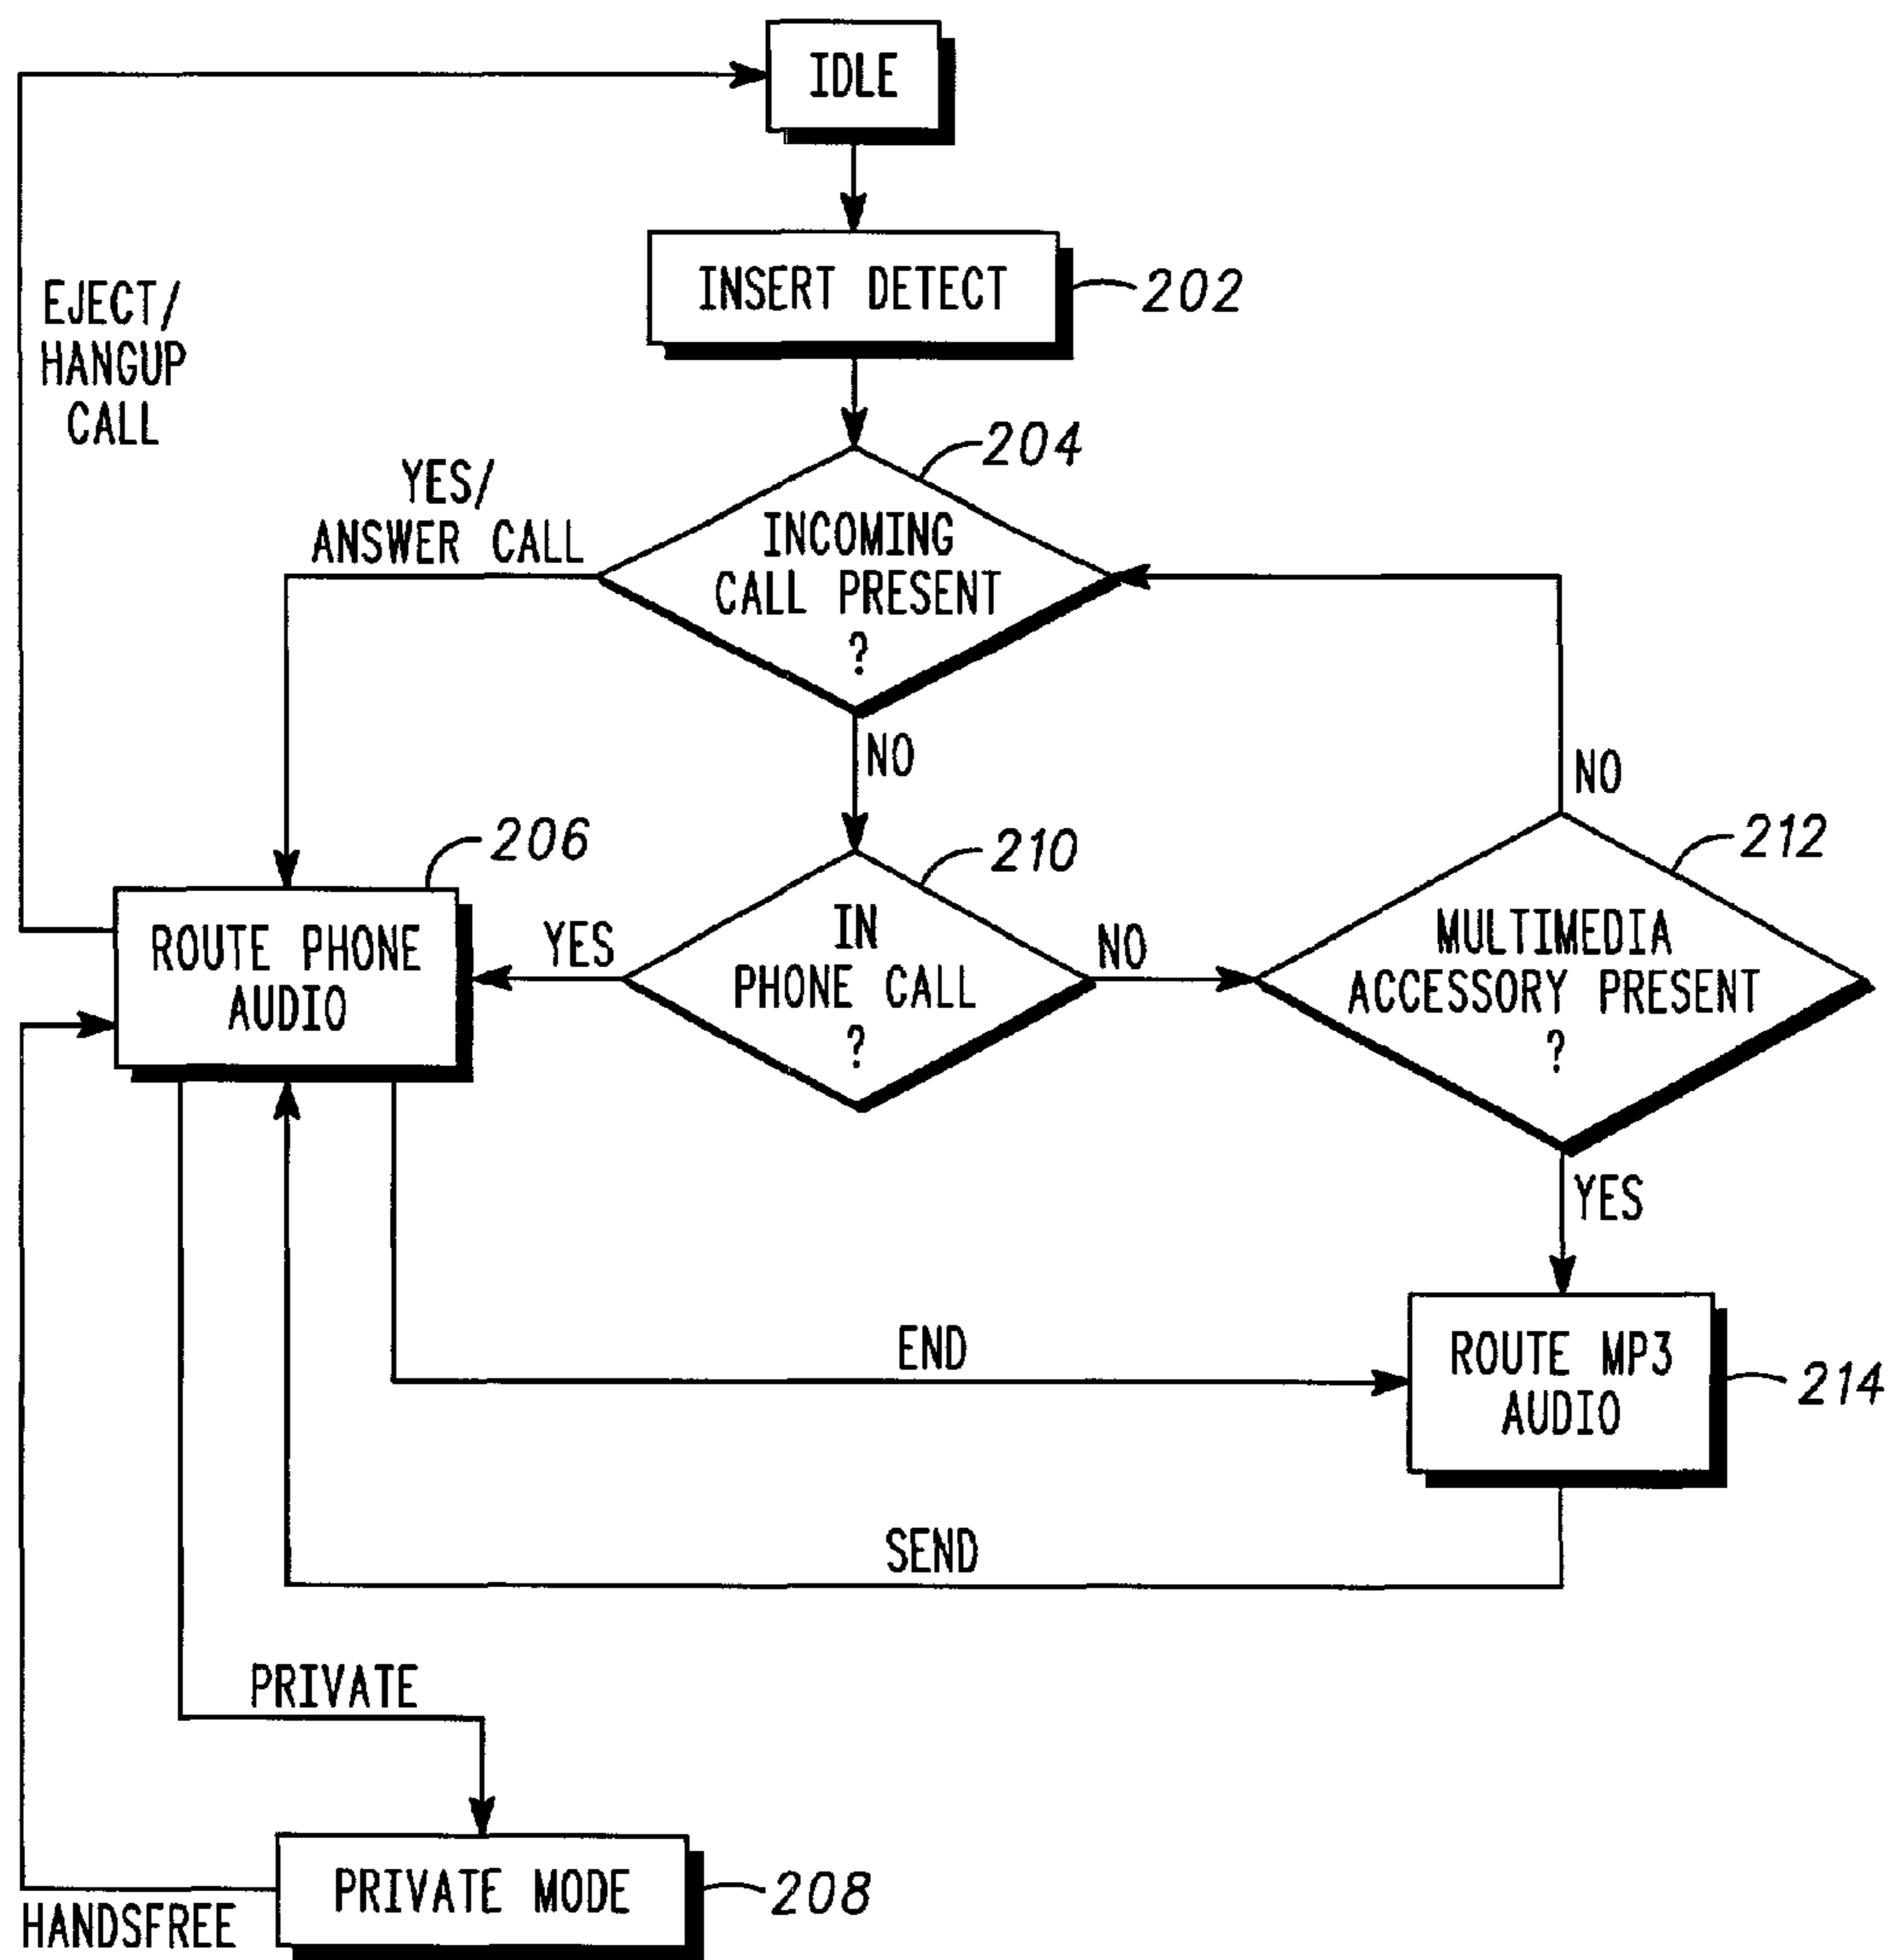 IDLE
INSERT DETECT
202
EJECT/
HANGUP
CALL
204
YES/
ANSWER CALL
INCOMING
CALL PRESENT
?
NO
NO
206
210
212
ROUTE PHONE
AUDIO
YES
IN
PHONE CALL
?
NO
MULTIMEDIA
ACCESSORY PRESENT
?
YES
END
ROUTE MP3
AUDIO
214
SEND
PRIVATE
PRIVATE MODE
208
HANDSFREE